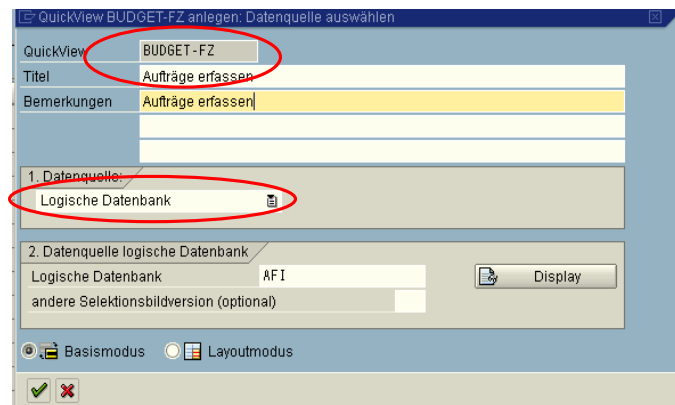 QuickView BUDGET-FZ anlegen: Datenquelle auswählen
QuickView BUDGET-FZ
Titel Aufträge erfassen
Bemerkungen Aufträge erfassen
1. Datenquelle:
Logische Datenbank
2. Datenquelle logische Datenbank
Logische Datenbank AFI Display
andere Selektionsbildversion (optional)
Basismodus Layoutmodus